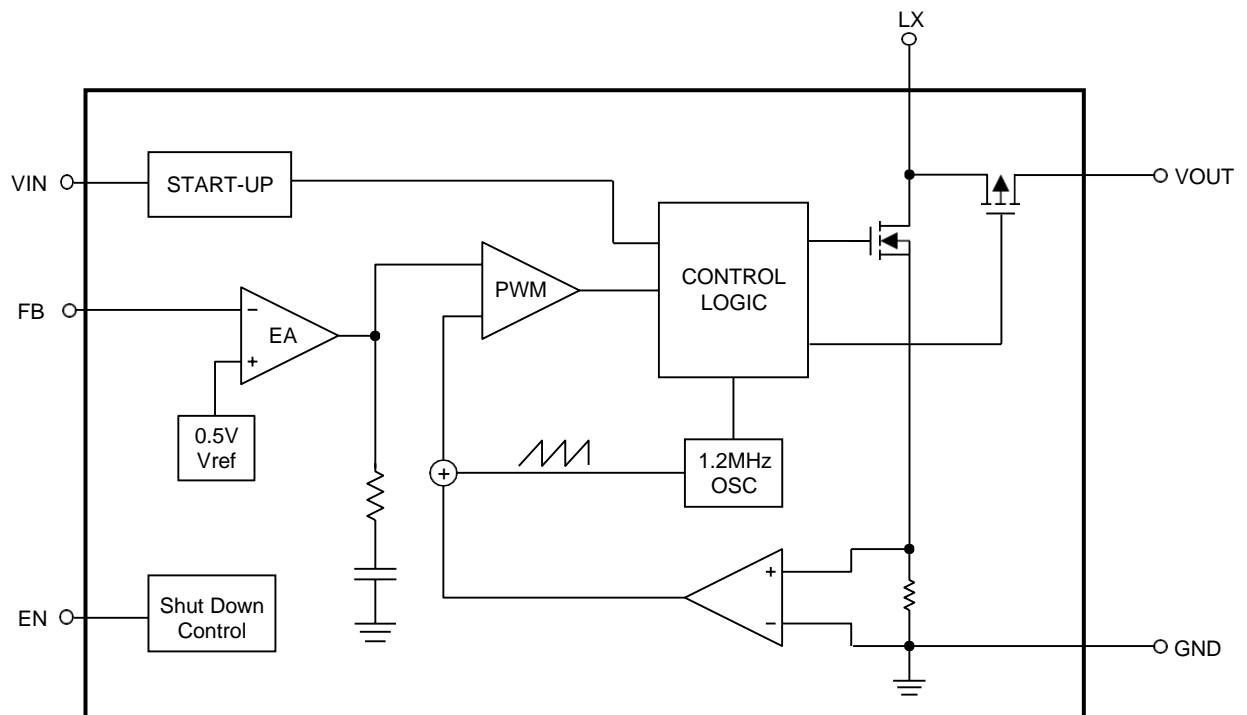 LX
VIN
START-UP
VOUT
CONTROL
LOGIC
PWM
FB
−
EA
+
0.5V
Vref
+
1.2MHz
OSC
EN
Shut Down
Control
+
−
GND